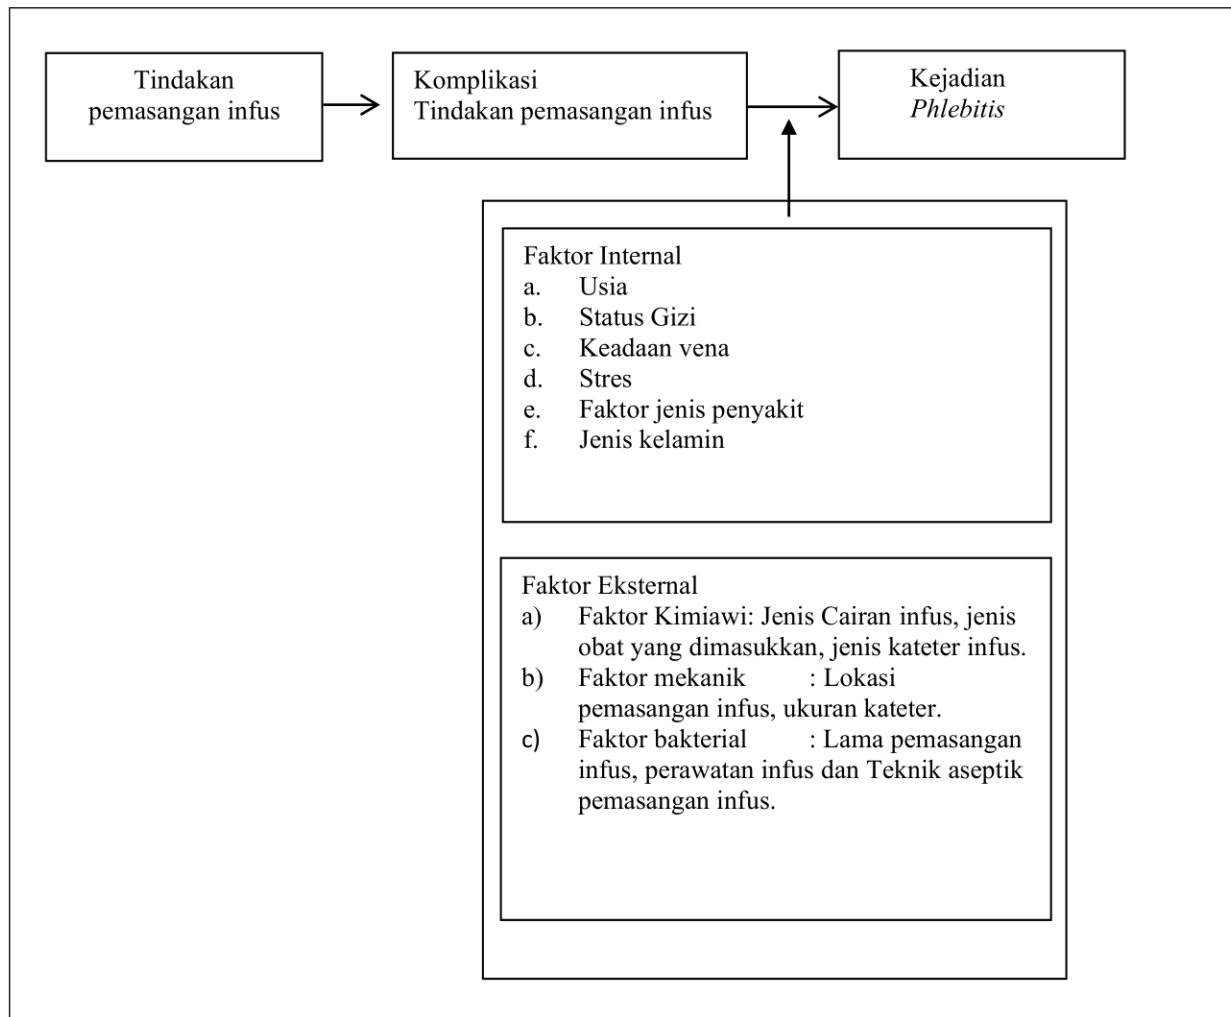 Tindakan
pemasangan infus
Komplikasi
Tindakan pemasangan infus
Kejadian
Phlebitis
Faktor Internal
a. Usia
b. Status Gizi
c. Keadaan vena
d. Stres
e. Faktor jenis penyakit
f. Jenis kelamin
Faktor Eksternal
a) Faktor Kimiawi: Jenis Cairan infus, jenis
obat yang dimasukkan, jenis kateter infus.
b) Faktor mekanik : Lokasi
pemasangan infus, ukuran kateter.
c) Faktor bakterial : Lama pemasangan
infus, perawatan infus dan Teknik aseptik
pemasangan infus.